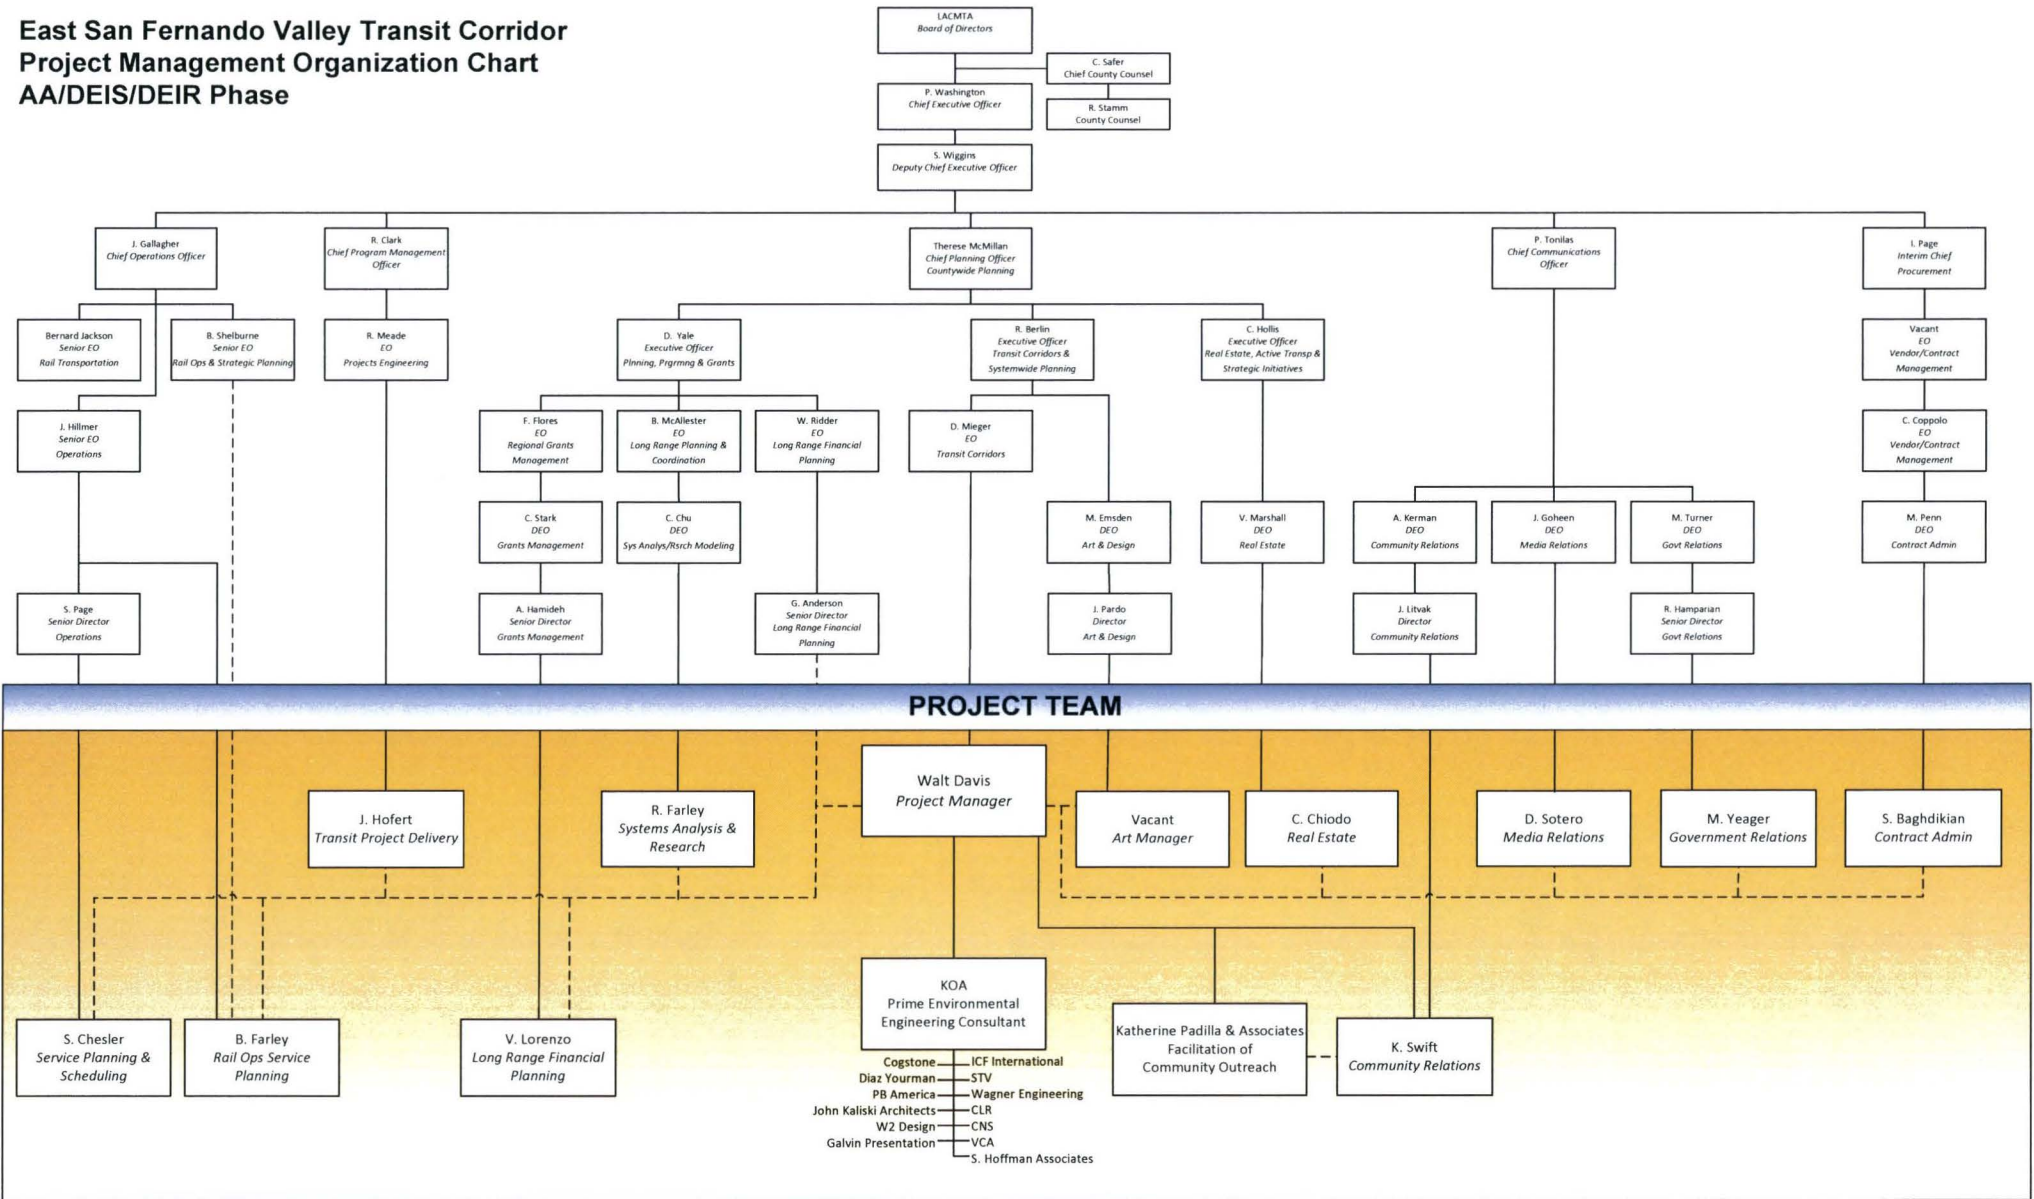 East San Fernando Valley Transit Corridor
Project Management Organization Chart
AA/DEIS/DEIR Phase
LACMTA
Board of Directors
C. Safer
Chief County Counsel
P. Washington
Chief Executive Officer
R. Stamm
County Counsel
S. Wiggins
Deputy Chief Executive Officer
J. Gallagher
Chief Operations Officer
R. Clark
Chief Program Management
Officer
Therese McMillan
Chief Planning Officer
Countywide Planning
P. Tonilas
Chief Communications
Officer
I. Page
Interim Chief
Procurement
Bernard Jackson
Senior EO
Rail Transportation
B. Shelburne
Senior EO
Rail Ops & Strategic Planning
R. Meade
EO
Projects Engineering
D. Yale
Executive Officer
Plnning, Prgrmng & Grants
R. Berlin
Executive Officer
Transit Corridors &
Systemwide Planning
C. Hollis
Executive Officer
Real Estate, Active Transp &
Strategic Initiatives
Vacant
EO
Vendor/Contract
Management
J. Hillmer
Senior EO
Operations
F. Flores
EO
Regional Grants
Management
B. McAllester
EO
Long Range Planning &
Coordination
W. Ridder
EO
Long Range Financial
Planning
D. Mieger
EO
Transit Corridors
C. Coppolo
EO
Vendor/Contract
Management
C. Stark
DEO
Grants Management
C. Chu
DEO
Sys Analys/Rsrch Modeling
M. Emsden
DEO
Art & Design
V. Marshall
DEO
Real Estate
A. Kerman
DEO
Community Relations
J. Goheen
DEO
Media Relations
M. Turner
DEO
Govt Relations
M. Penn
DEO
Contract Admin
S. Page
Senior Director
Operations
A. Hamideh
Senior Director
Grants Management
G. Anderson
Senior Director
Long Range Financial
Planning
J. Pardo
Director
Art & Design
J. Litvak
Director
Community Relations
R. Hamparian
Senior Director
Govt Relations
PROJECT TEAM
Walt Davis
Project Manager
J. Hofert
Transit Project Delivery
R. Farley
Systems Analysis &
Research
Vacant
Art Manager
C. Chiodo
Real Estate
D. Sotero
Media Relations
M. Yeager
Government Relations
S. Baghdikian
Contract Admin
KOA
Prime Environmental
Engineering Consultant
S. Chesler
Service Planning &
Scheduling
B. Farley
Rail Ops Service
Planning
V. Lorenzo
Long Range Financial
Planning
Katherine Padilla & Associates
Facilitation of
Community Outreach
K. Swift
Community Relations
Cogstone ICF International
Diaz Yourman STV
PB America Wagner Engineering
John Kaliski Architects CLR
W2 Design CNS
Galvin Presentation VCA
S. Hoffman Associates